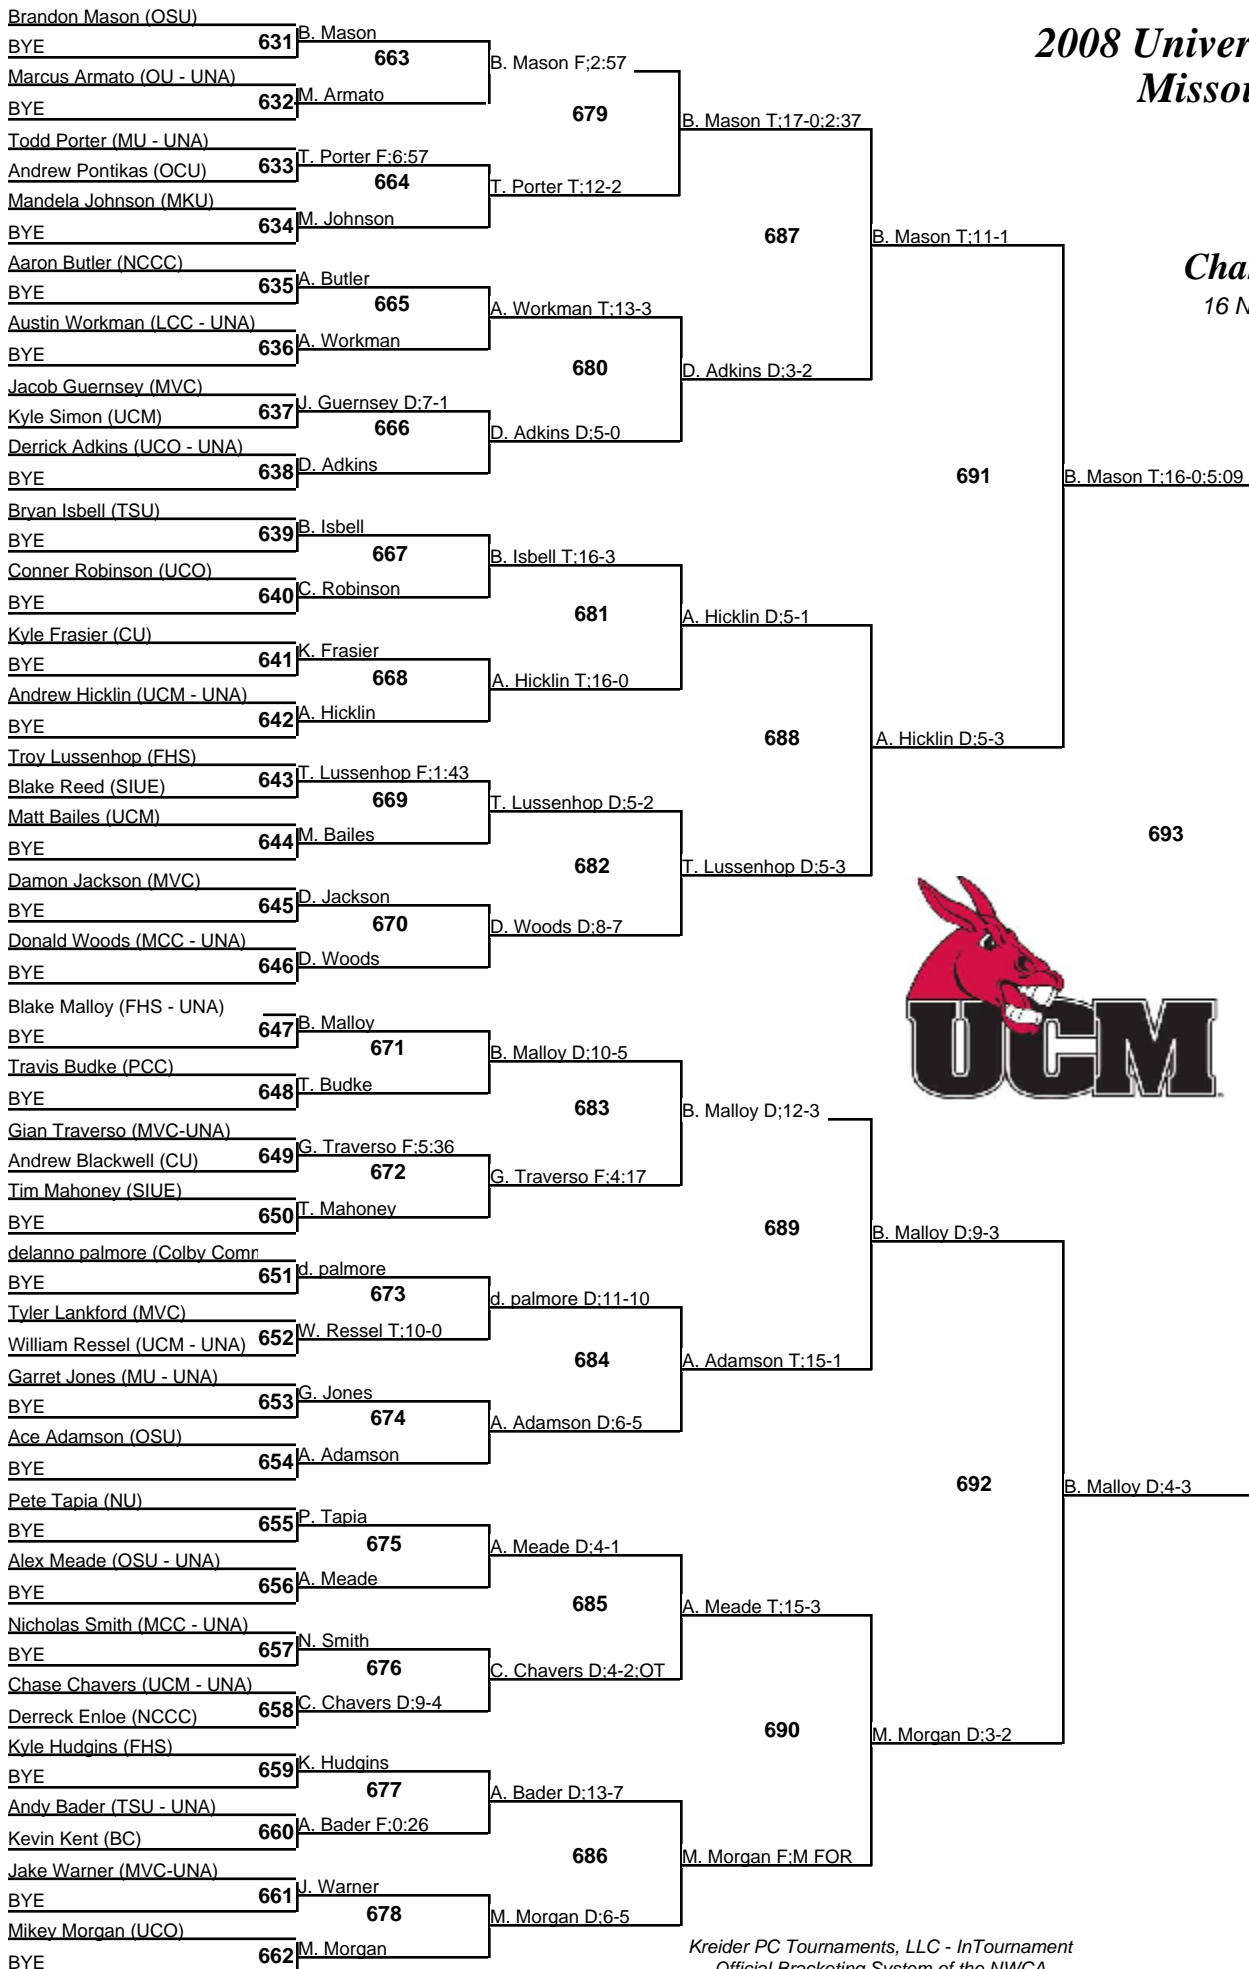 2008 Univer
Missou
Cha
16 N
Brandon Mason (OSU)
BYE
631
Marcus Armato (OU - UNA)
BYE
632
Todd Porter (MU - UNA)
Andrew Pontikas (OCU)
633
Mandela Johnson (MKU)
BYE
634
Aaron Butler (NCCC)
BYE
635
Austin Workman (LCC - UNA)
BYE
636
Jacob Guernsey (MVC)
Kyle Simon (UCM)
637
Derrick Adkins (UCO - UNA)
BYE
638
Bryan Isbell (TSU)
BYE
639
Conner Robinson (UCO)
BYE
640
Kyle Frasier (CU)
BYE
641
Andrew Hicklin (UCM - UNA)
BYE
642
Troy Lussenhop (FHS)
Blake Reed (SIUE)
643
Matt Bailes (UCM)
BYE
644
Damon Jackson (MVC)
BYE
645
Donald Woods (MCC - UNA)
BYE
646
Blake Malloy (FHS - UNA)
BYE
647
Travis Budke (PCC)
BYE
648
Gian Traverso (MVC-UNA)
Andrew Blackwell (CU)
649
Tim Mahoney (SIUE)
BYE
650
delanno palmore (Colby Comm
BYE
651
Tyler Lankford (MVC)
William Ressel (UCM - UNA)
652
Garret Jones (MU - UNA)
BYE
653
Ace Adamson (OSU)
BYE
654
Pete Tapia (NU)
BYE
655
Alex Meade (OSU - UNA)
BYE
656
Nicholas Smith (MCC - UNA)
BYE
657
Chase Chavers (UCM - UNA)
Derreck Enloe (NCCC)
658
Kyle Hudgins (FHS)
BYE
659
Andy Bader (TSU - UNA)
Kevin Kent (BC)
660
Jake Warner (MVC-UNA)
BYE
661
Mikey Morgan (UCO)
BYE
662
B. Mason
663
M. Armato
T. Porter F;6:57
664
M. Johnson
A. Butler
665
A. Workman
J. Guernsey D;7-1
666
D. Adkins
B. Isbell
667
C. Robinson
K. Frasier
668
A. Hicklin
T. Lussenhop F;1:43
669
M. Bailes
D. Jackson
670
D. Woods
B. Malloy
671
T. Budke
G. Traverso F;5:36
672
T. Mahoney
d. palmore
673
W. Ressel T;10-0
G. Jones
674
A. Adamson
P. Tapia
675
A. Meade
N. Smith
676
C. Chavers D;9-4
K. Hudgins
677
A. Bader F;0:26
J. Warner
678
M. Morgan
B. Mason F;2:57
679
T. Porter T;12-2
A. Workman T;13-3
680
D. Adkins D;5-0
B. Isbell T;16-3
681
A. Hicklin T;16-0
T. Lussenhop D;5-2
682
D. Woods D;8-7
B. Malloy D;10-5
683
G. Traverso F;4:17
d. palmore D;11-10
684
A. Adamson D;6-5
A. Meade D;4-1
685
C. Chavers D;4-2;OT
A. Bader D;13-7
686
M. Morgan D;6-5
B. Mason T;17-0;2:37
687
D. Adkins D;3-2
A. Hicklin D;5-1
688
T. Lussenhop D;5-3
B. Malloy D;12-3
689
A. Adamson T;15-1
A. Meade T;15-3
690
M. Morgan F;M FOR
B. Mason T;11-1
691
A. Hicklin D;5-3
B. Malloy D;9-3
692
M. Morgan D;3-2
B. Mason T;16-0;5:09
693
B. Malloy D;4-3
UCM
Kreider PC Tournaments, LLC - InTournament
Official Bracketing System of the NWCA